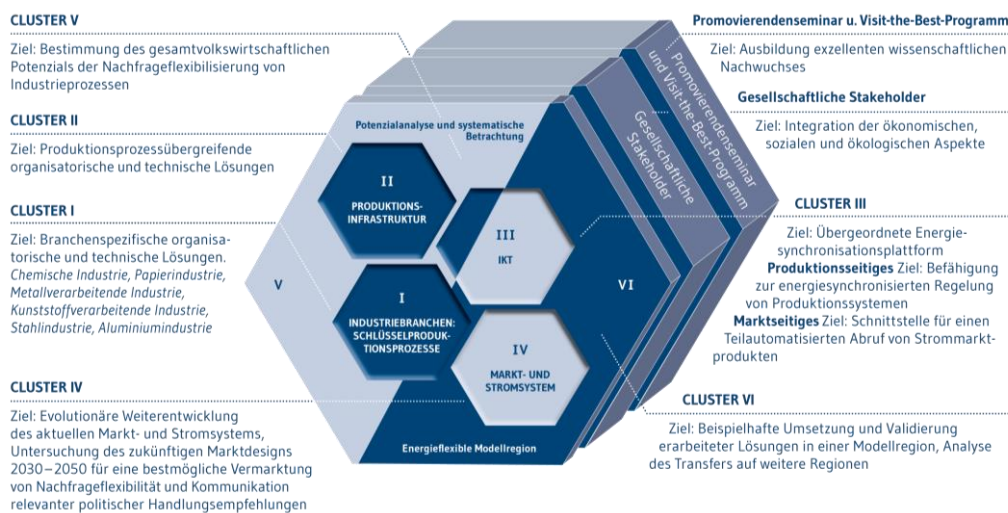 CLUSTER V
Ziel: Bestimmung des gesamtvolkswirtschaftlichen
Potenzials der Nachfrageflexibilisierung von
Industrieprozessen
CLUSTER II
Ziel: Produktionsprozessübergreifende
organisatorische und technische Lösungen
CLUSTER I
Ziel: Branchenspezifische organisa-
torische und technische Lösungen.
Chemische Industrie, Papierindustrie,
Metallverarbeitende Industrie,
Kunststoffverarbeitende Industrie,
Stahlindustrie, Aluminiumindustrie
CLUSTER IV
Ziel: Evolutionäre Weiterentwicklung
des aktuellen Markt- und Stromsystems,
Untersuchung des zukünftigen Marktdesigns
2030–2050 für eine bestmögliche Vermarktung
von Nachfrageflexibilität und Kommunikation
relevanter politischer Handlungsempfehlungen
Potenzialanalyse und systematische
Betrachtung
II
PRODUKTIONS-
INFRASTRUKTUR
III
IKT
V
VI
I
INDUSTRIEBRANCHEN:
SCHLÜSSELPRODUK-
TIONSPROZESSE
IV
MARKT- UND
STROMSYSTEM
Energieflexible Modellregion
Gesellschaftliche
Stakeholder
Promovierendenseminar
und Visit-the-Best-Programm
Promovierendenseminar u. Visit-the-Best-Programm
Ziel: Ausbildung exzellenten wissenschaftlichen
Nachwuchses
Gesellschaftliche Stakeholder
Ziel: Integration der ökonomischen,
sozialen und ökologischen Aspekte
CLUSTER III
Ziel: Übergeordnete Energie-
synchronisationsplattform
Produktionsseitiges Ziel: Befähigung
zur energiesynchronisierten Regelung
von Produktionssystemen
Marktseitiges Ziel: Schnittstelle für einen
Teilautomatisierten Abruf von Strommarkt-
produkten
CLUSTER VI
Ziel: Beispielhafte Umsetzung und Validierung
erarbeiteter Lösungen in einer Modellregion, Analyse
des Transfers auf weitere Regionen